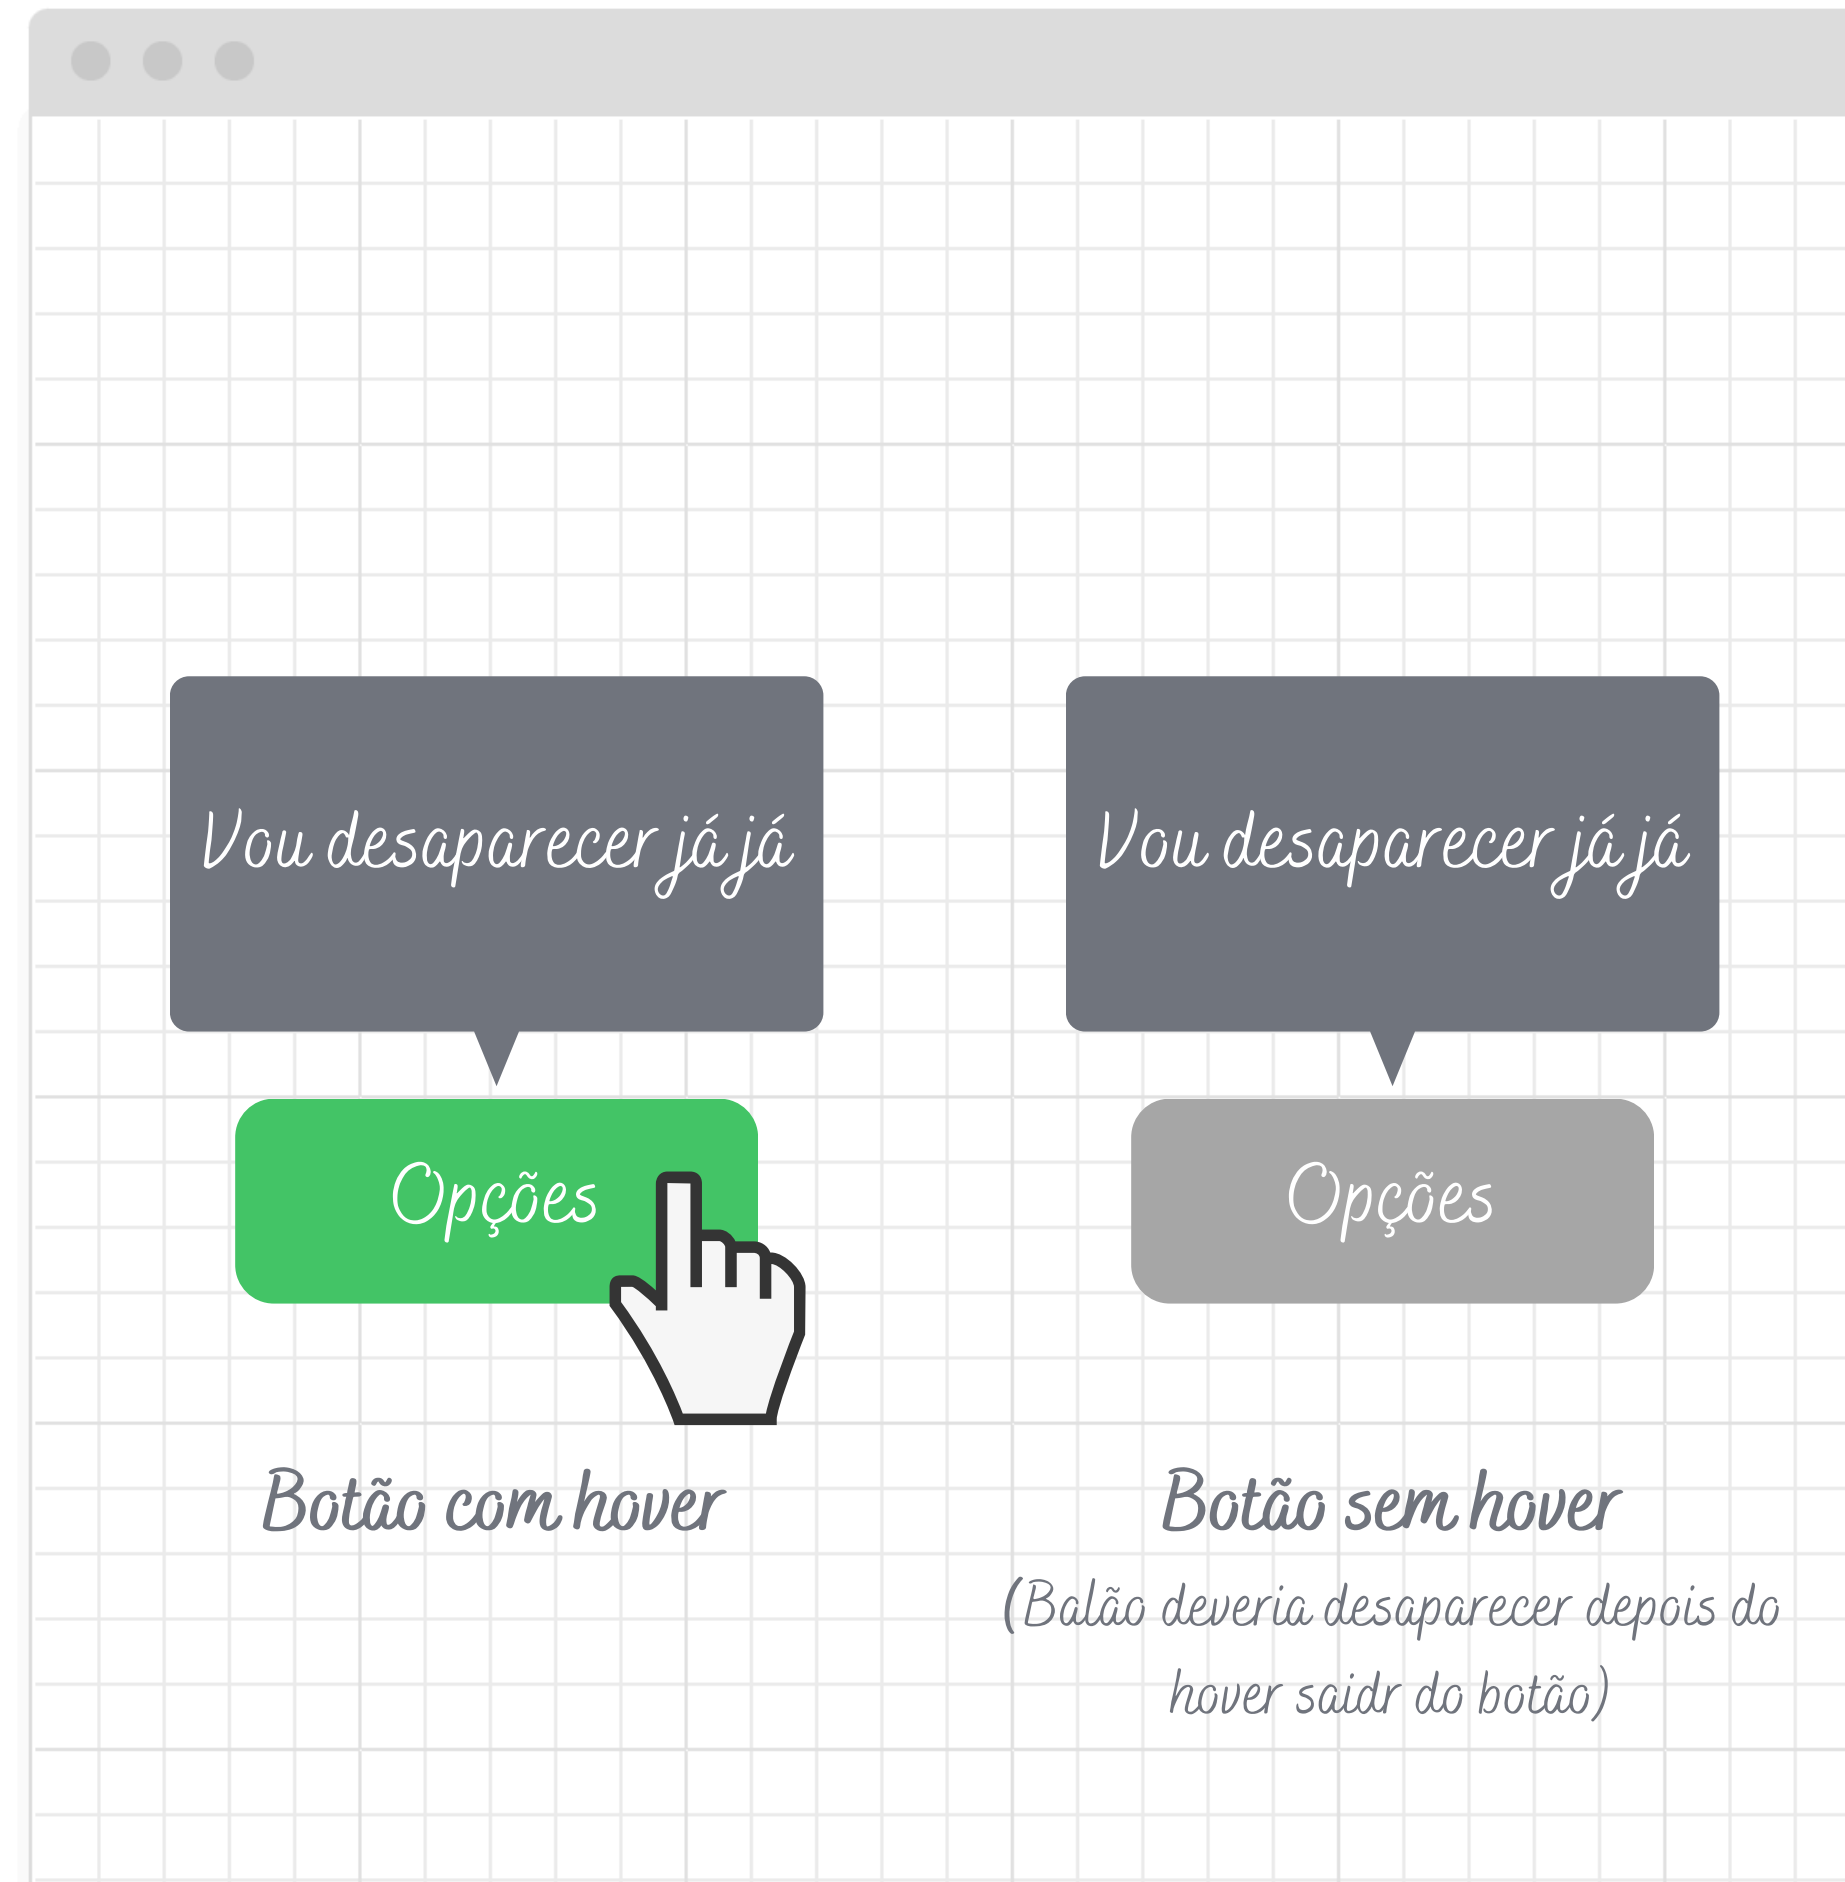 Vou desaparecer já já
Vou desaparecer já já
Opções
Opções
Botão com hover
Botão sem hover
(Balão deveria desaparecer depois do
hover saidr do botão)